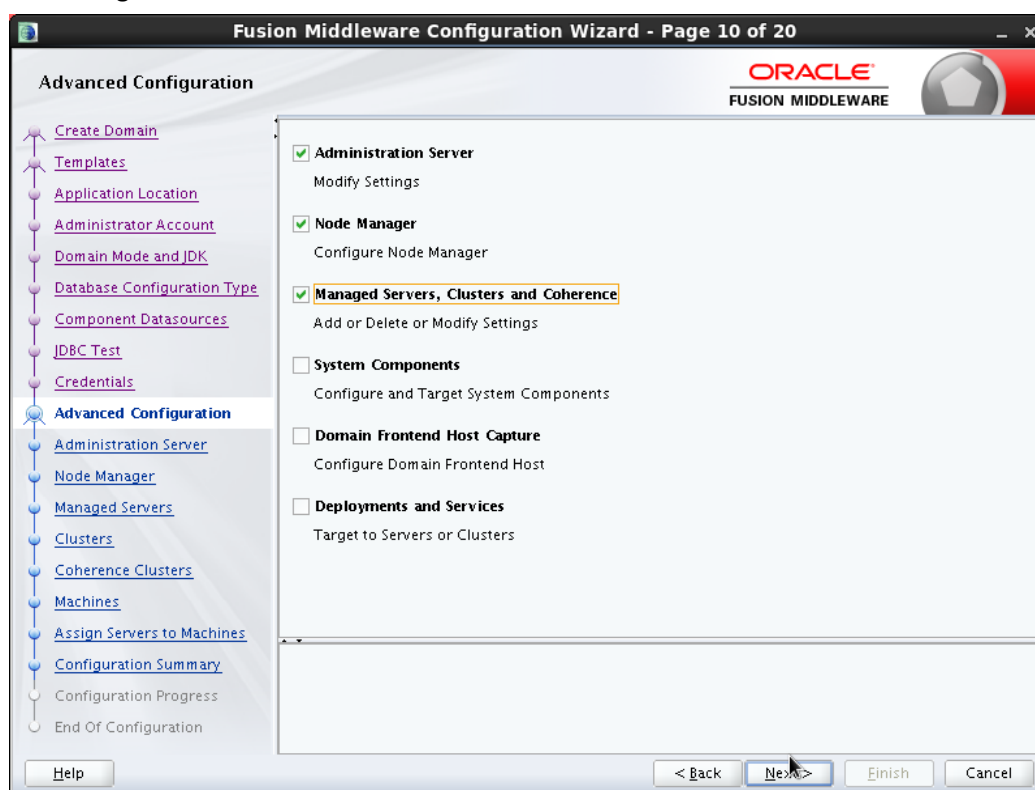 Fusion Middleware Configuration Wizard - Page 10 of 20
Advanced Configuration
ORACLE
FUSION MIDDLEWARE
Create Domain
Templates
Application Location
Administrator Account
Domain Mode and JDK
Database Configuration Type
Component Datasources
JDBC Test
Credentials
Advanced Configuration
Administration Server
Node Manager
Managed Servers
Clusters
Coherence Clusters
Machines
Assign Servers to Machines
Configuration Summary
Configuration Progress
End Of Configuration
Administration Server
Modify Settings
Node Manager
Configure Node Manager
Managed Servers, Clusters and Coherence
Add or Delete or Modify Settings
System Components
Configure and Target System Components
Domain Frontend Host Capture
Configure Domain Frontend Host
Deployments and Services
Target to Servers or Clusters
Help
< Back
Next >
Finish
Cancel